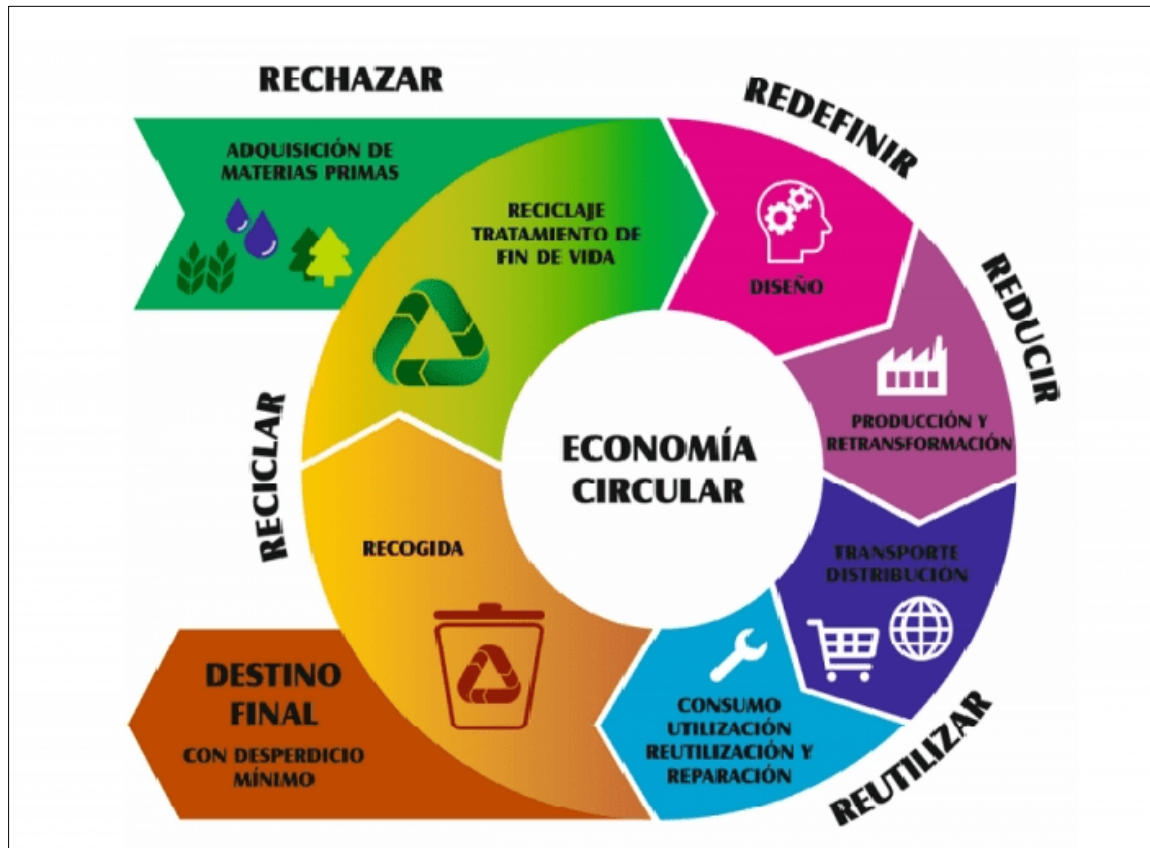 RECHAZAR
REDEFINIR
ADQUISICIÓN DE
MATERIAS PRIMAS
RECICLAJE
TRATAMIENTO DE
FIN DE VIDA
DISEÑO
REDUCIR
PRODUCCIÓN Y
RETRANSFORMACIÓN
ECONOMÍA
CIRCULAR
RECICLAR
RECOGIDA
TRANSPORTE
DISTRIBUCIÓN
DESTINO
FINAL
CON DESPERDICIO
MÍNIMO
CONSUMO
UTILIZACIÓN
REUTILIZACIÓN Y
REPARACIÓN
REUTILIZAR